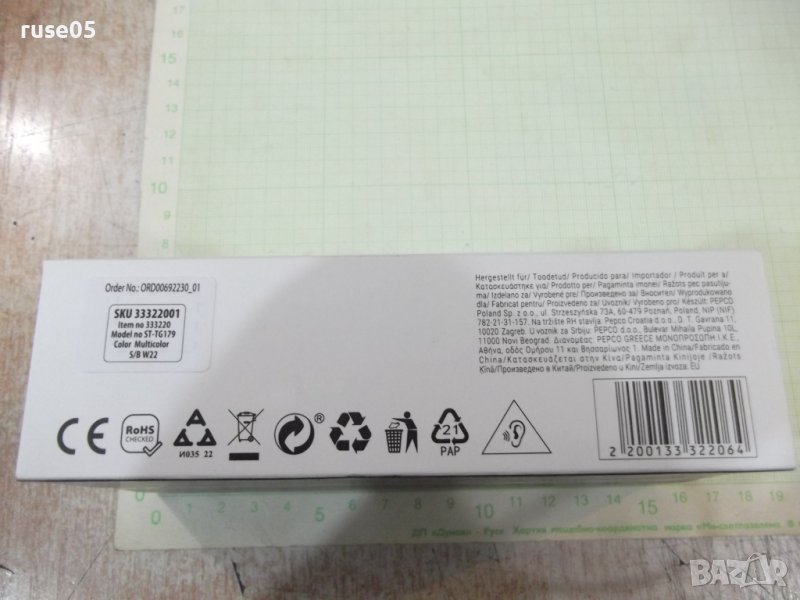 ruse05
17
15
10
Order No.: ORD00692230_01
SKU 33322001
Item no 333220
Model no ST-TG179
Color Multicolor
S/B W22
Hergestellt für/ Toodetud/ Producido para/ Importador / Produit per a/
Κατασκευάστηκε για/ Prodotto per/ Pagaminta imonei/ Ražots pec pasutiju-
ma/ Izdelano za/ Vyrobené pre/ Произведено за/ Вносител/ Wyprodukowano
dla/ Fabricat pentru/ Proizvedeno za/ Uvoznik/ Vyrobeno pro/ Készült: PEPCO
Poland Sp. z o.o., ul. Strzeszyńska 73A, 60-479 Poznań, Poland, NIP (NIF)
782-21-31-157. Na tržište RH stavlja: Pepco Croatia d.o.o., D. T. Gavrana 11,
10020 Zagreb. U Uvoznik za Srbiju: PEPCO d.o.o., Bulevar Mihaila Pupina 10L,
11000 Novi Beograd. Διανομέας: PEPCO GREECE ΜΟΝΟΠΡΟΣΩΠΗ Ι.Κ.Ε.,
Αθήνα, οδός Ομήρου 11 και Βησσαρίωνος 1. Made in China/Fabricado en
China/Κατασκευάζεται στην Κίνα/Pagaminta Kinijoje /Ražots
Ķīnā/Произведено в Китай/Proizvedeno u Kini/Zemlja izvoza: EU
CE
RoHS
CHECKED
И035 22
®
21
PAP
2 200133 322064
0 1 2 3 4 5 6 7 8 9 10 11 12 13 14 15 16 17 18 19
BAZAR